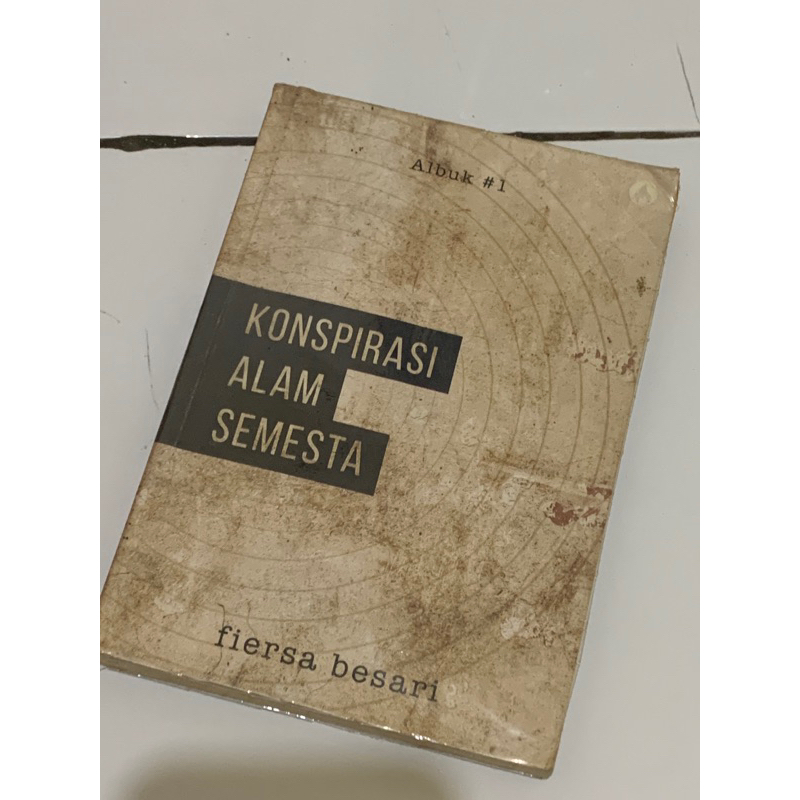 Albuk #1
KONSPIRASI
ALAM
SEMESTA
fiersa besari